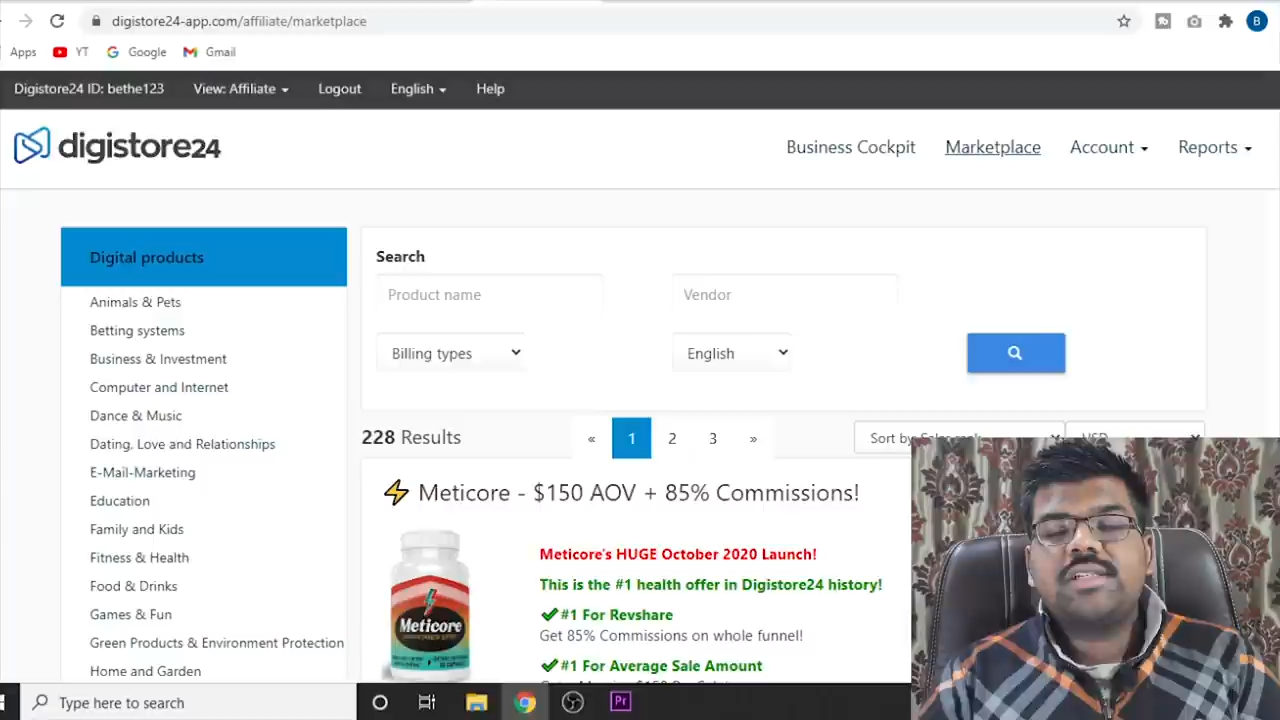 digistore24-app.com/affiliate/marketplace
B
Apps YT Google Gmail
Digistore24 ID: bethe123 View: Affiliate Logout English Help
digistore24
Business Cockpit Marketplace Account Reports
Digital products
Animals & Pets
Betting systems
Business & Investment
Computer and Internet
Dance & Music
Dating, Love and Relationships
E-Mail-Marketing
Education
Family and Kids
Fitness & Health
Food & Drinks
Games & Fun
Green Products & Environment Protection
Home and Garden
Search
Product name Vendor
Billing types English
228 Results « 1 2 3 »
Sort by USD
Meticore - $150 AOV + 85% Commissions!
Meticore
Meticore's HUGE October 2020 Launch!
This is the #1 health offer in Digistore24 history!
✔#1 For Revshare
Get 85% Commissions on whole funnel!
✔#1 For Average Sale Amount
Type here to search
Pr